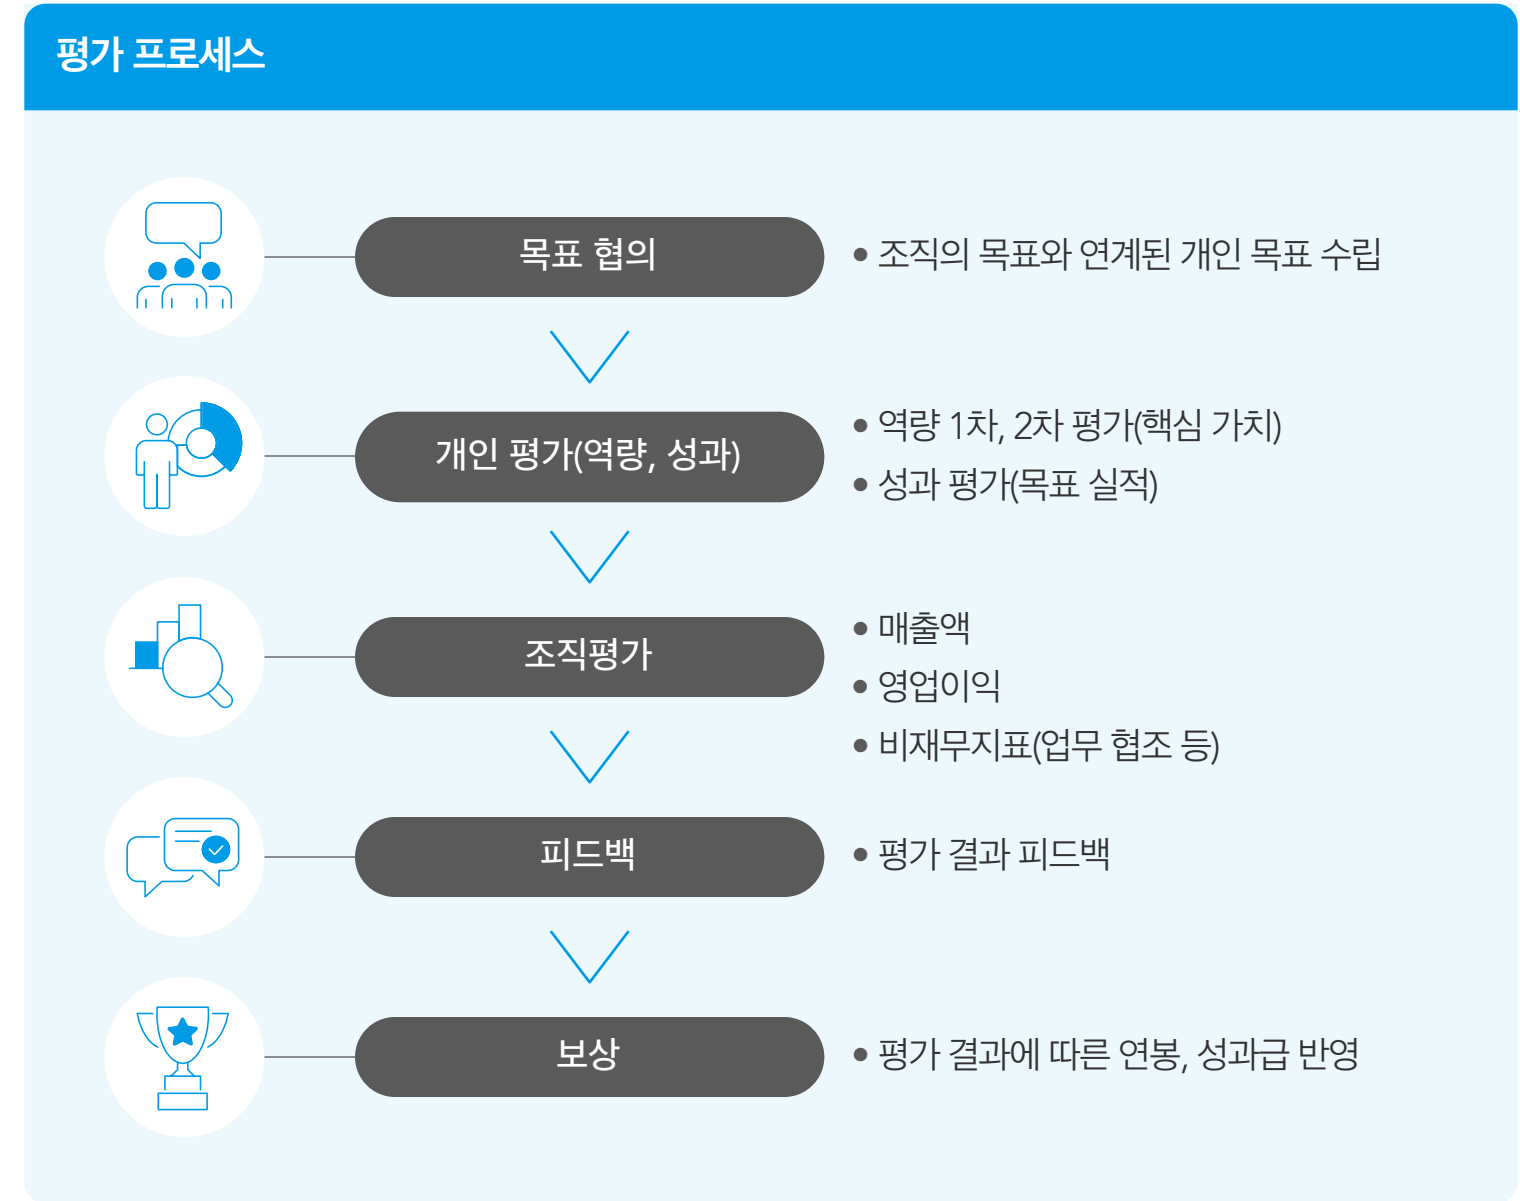 평가 프로세스
목표 협의
• 조직의 목표와 연계된 개인 목표 수립
개인 평가(역량, 성과)
• 역량 1차, 2차 평가(핵심 가치)
• 성과 평가(목표 실적)
조직평가
• 매출액
• 영업이익
• 비재무지표(업무 협조 등)
피드백
• 평가 결과 피드백
보상
• 평가 결과에 따른 연봉, 성과급 반영